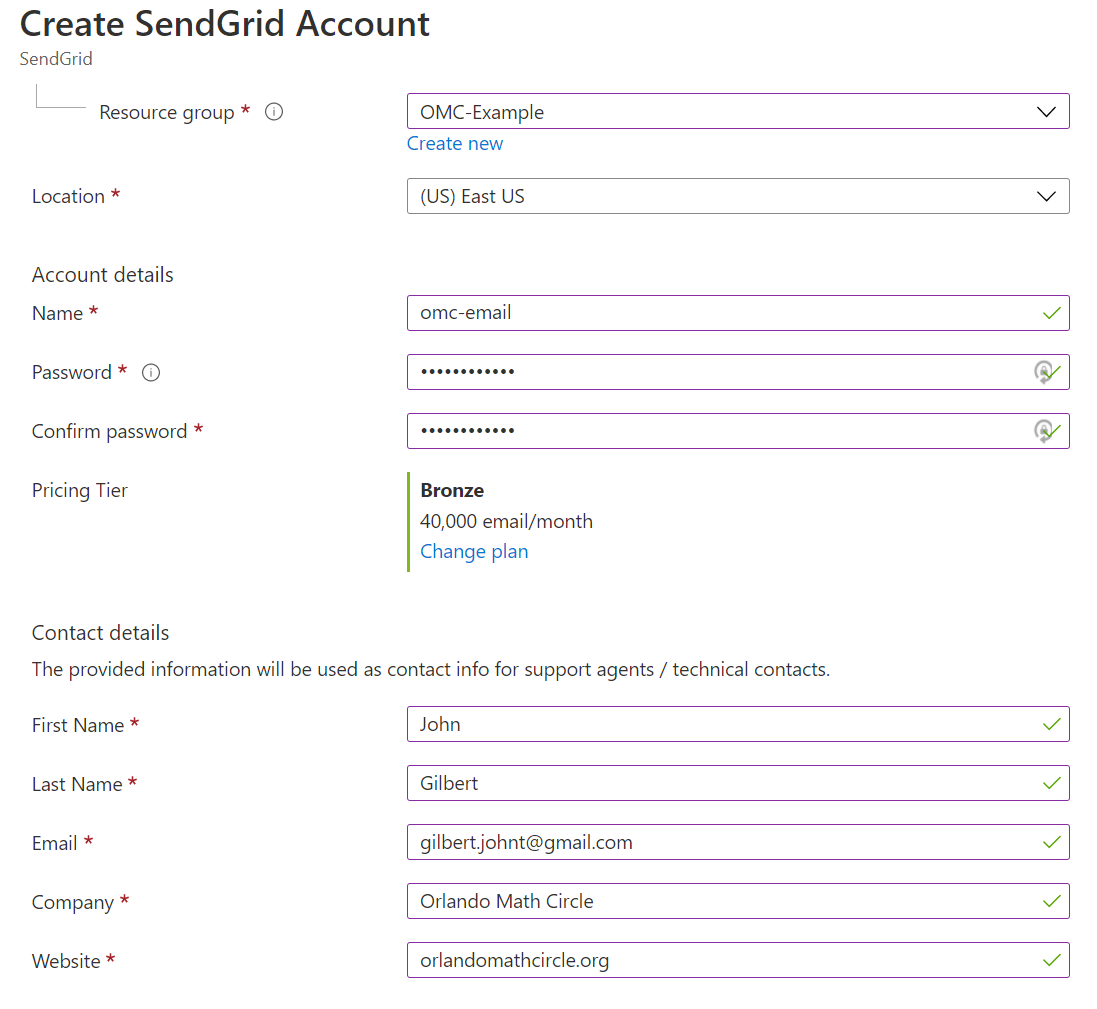 Create SendGrid Account
SendGrid
Resource group * OMC-Example
Create new
Location * (US) East US
Account details
Name * omc-email
Password * ••••••••••••
Confirm password * ••••••••••••
Pricing Tier Bronze
40,000 email/month
Change plan
Contact details
The provided information will be used as contact info for support agents / technical contacts.
First Name * John
Last Name * Gilbert
Email * gilbert.johnt@gmail.com
Company * Orlando Math Circle
Website * orlandomathcircle.org